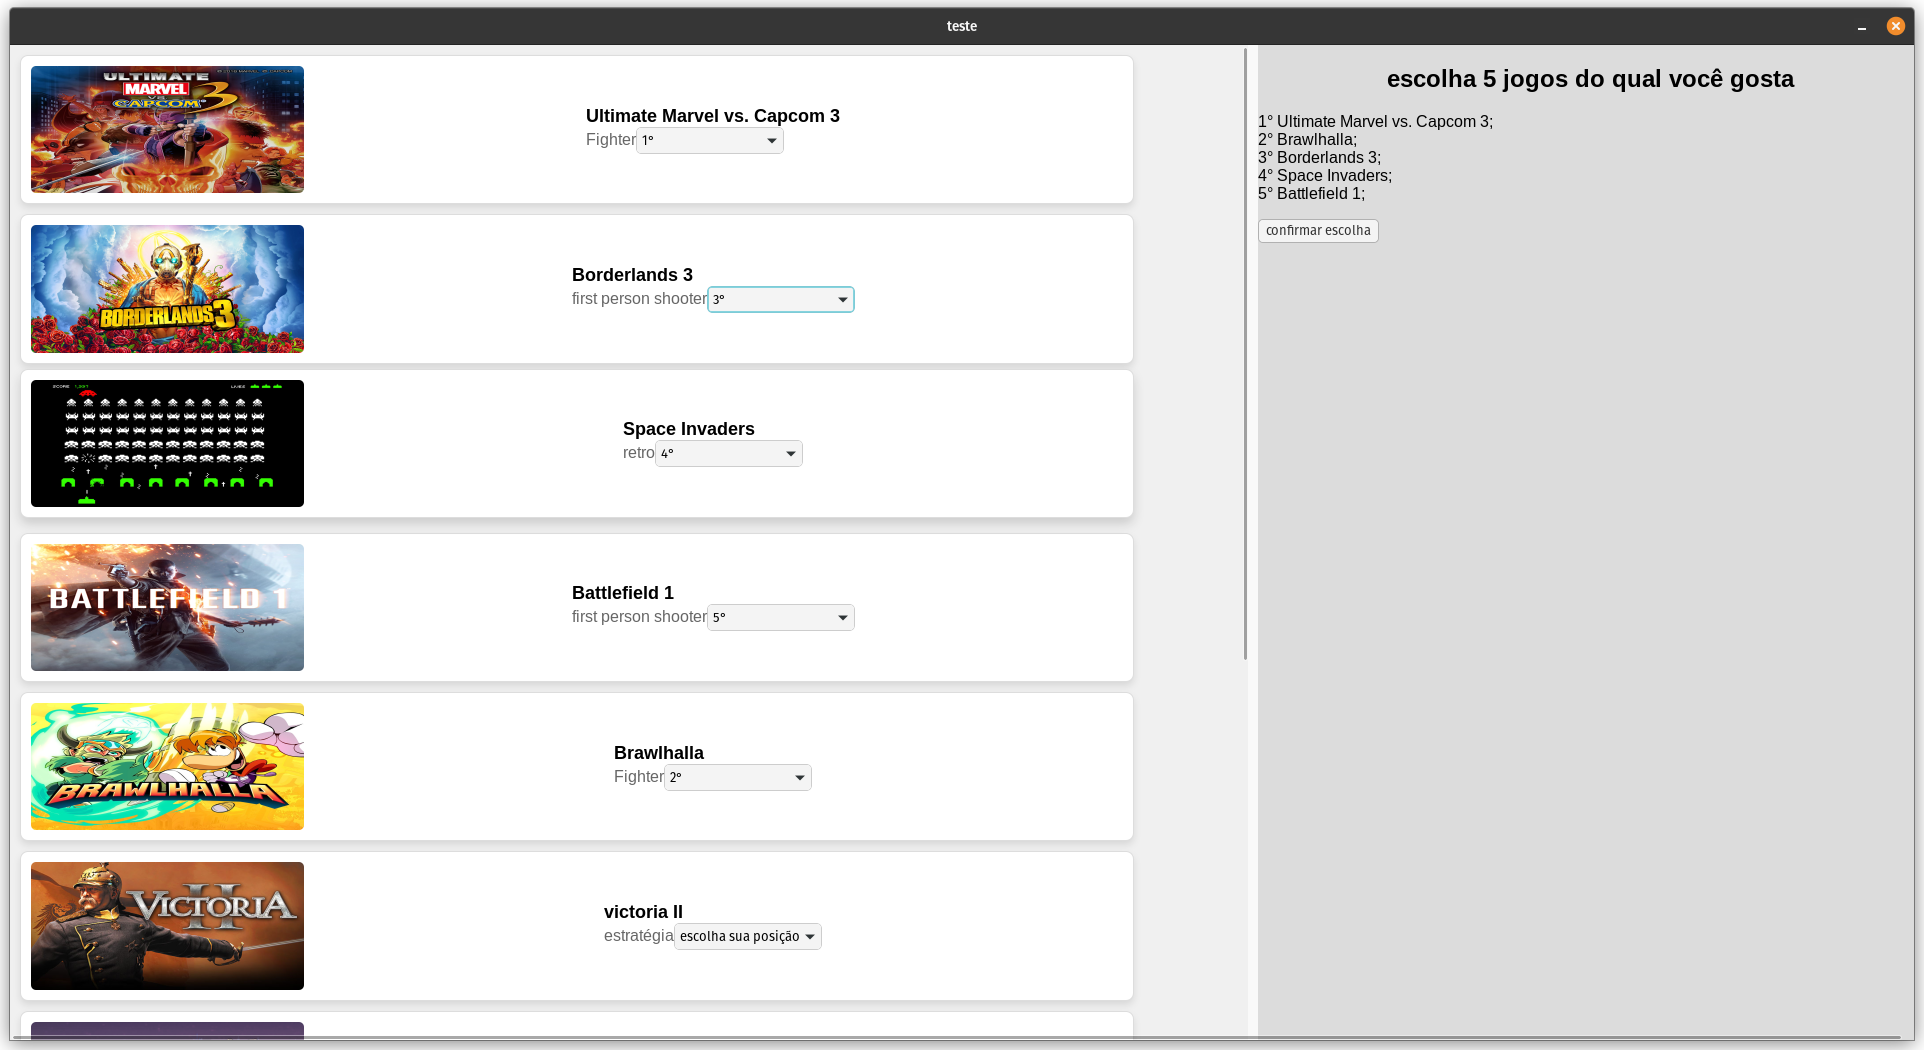 teste
ULTIMATE
MARVEL
VS.
CAPCOM 3
Ultimate Marvel vs. Capcom 3
Fighter 1°
BORDERLANDS 3
Borderlands 3
first person shooter 3°
Space Invaders
retro 4°
BATTLEFIELD 1
Battlefield 1
first person shooter 5°
BRAWLHALLA
Brawlhalla
Fighter 2°
VICTORIA II
victoria II
estratégia escolha sua posição
escolha 5 jogos do qual você gosta
1° Ultimate Marvel vs. Capcom 3;
2° Brawlhalla;
3° Borderlands 3;
4° Space Invaders;
5° Battlefield 1;
confirmar escolha